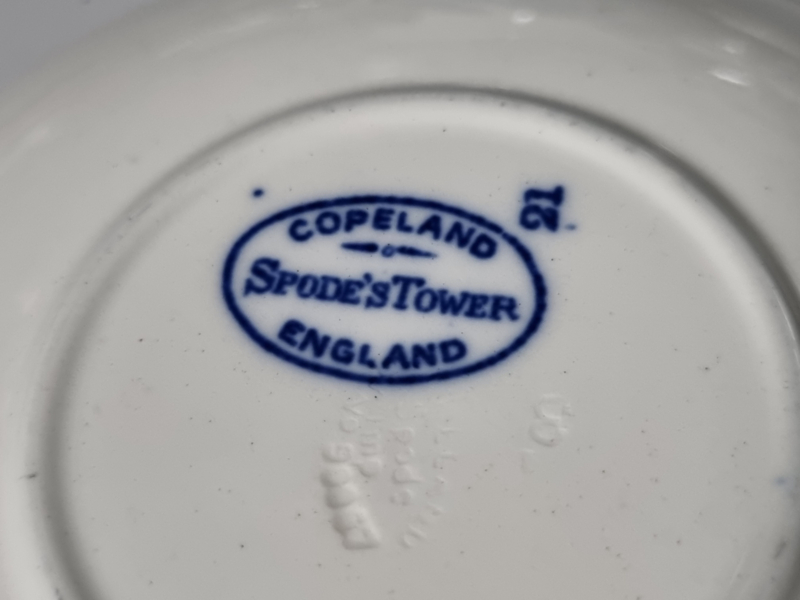 COPELAND
SPODE'S TOWER
ENGLAND
21